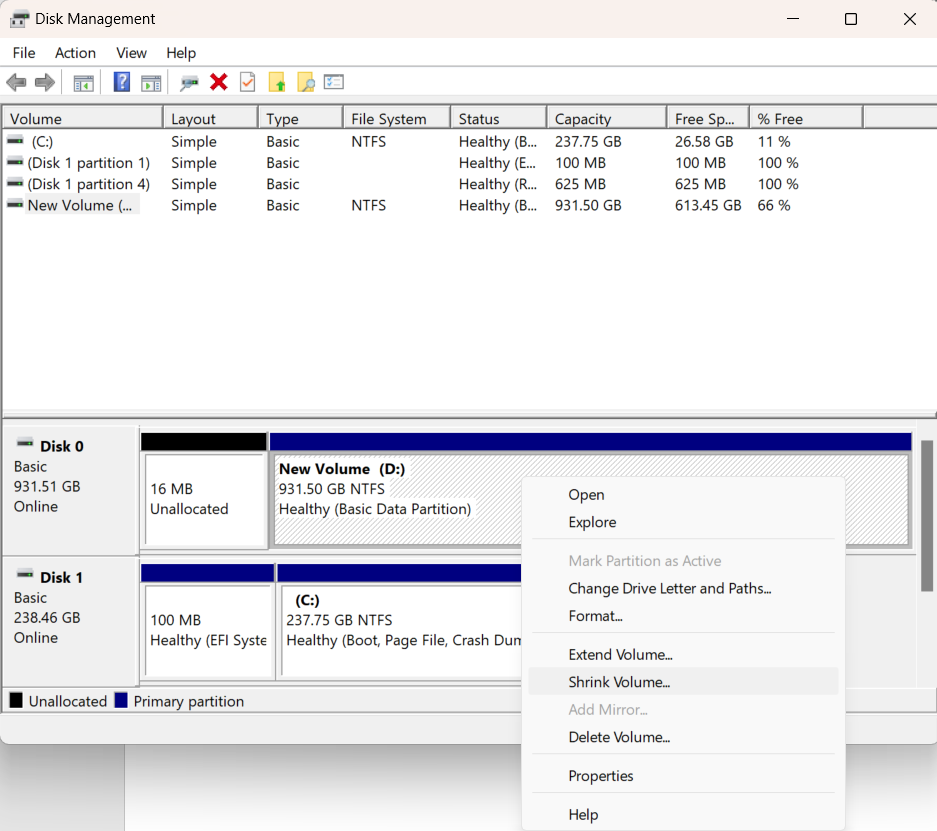 Disk Management
File Action View Help
Volume Layout Type File System Status Capacity Free Sp... % Free
(C:) Simple Basic NTFS Healthy (B... 237.75 GB 26.58 GB 11 %
(Disk 1 partition 1) Simple Basic Healthy (E... 100 MB 100 MB 100 %
(Disk 1 partition 4) Simple Basic Healthy (R... 625 MB 625 MB 100 %
New Volume (... Simple Basic NTFS Healthy (B... 931.50 GB 613.45 GB 66 %
Disk 0
Basic
931.51 GB
Online
16 MB
Unallocated
New Volume (D:)
931.50 GB NTFS
Healthy (Basic Data Partition)
Disk 1
Basic
238.46 GB
Online
100 MB
Healthy (EFI Syste
(C:)
237.75 GB NTFS
Healthy (Boot, Page File, Crash Dum
Unallocated Primary partition
Open
Explore
Mark Partition as Active
Change Drive Letter and Paths...
Format...
Extend Volume...
Shrink Volume...
Add Mirror...
Delete Volume...
Properties
Help